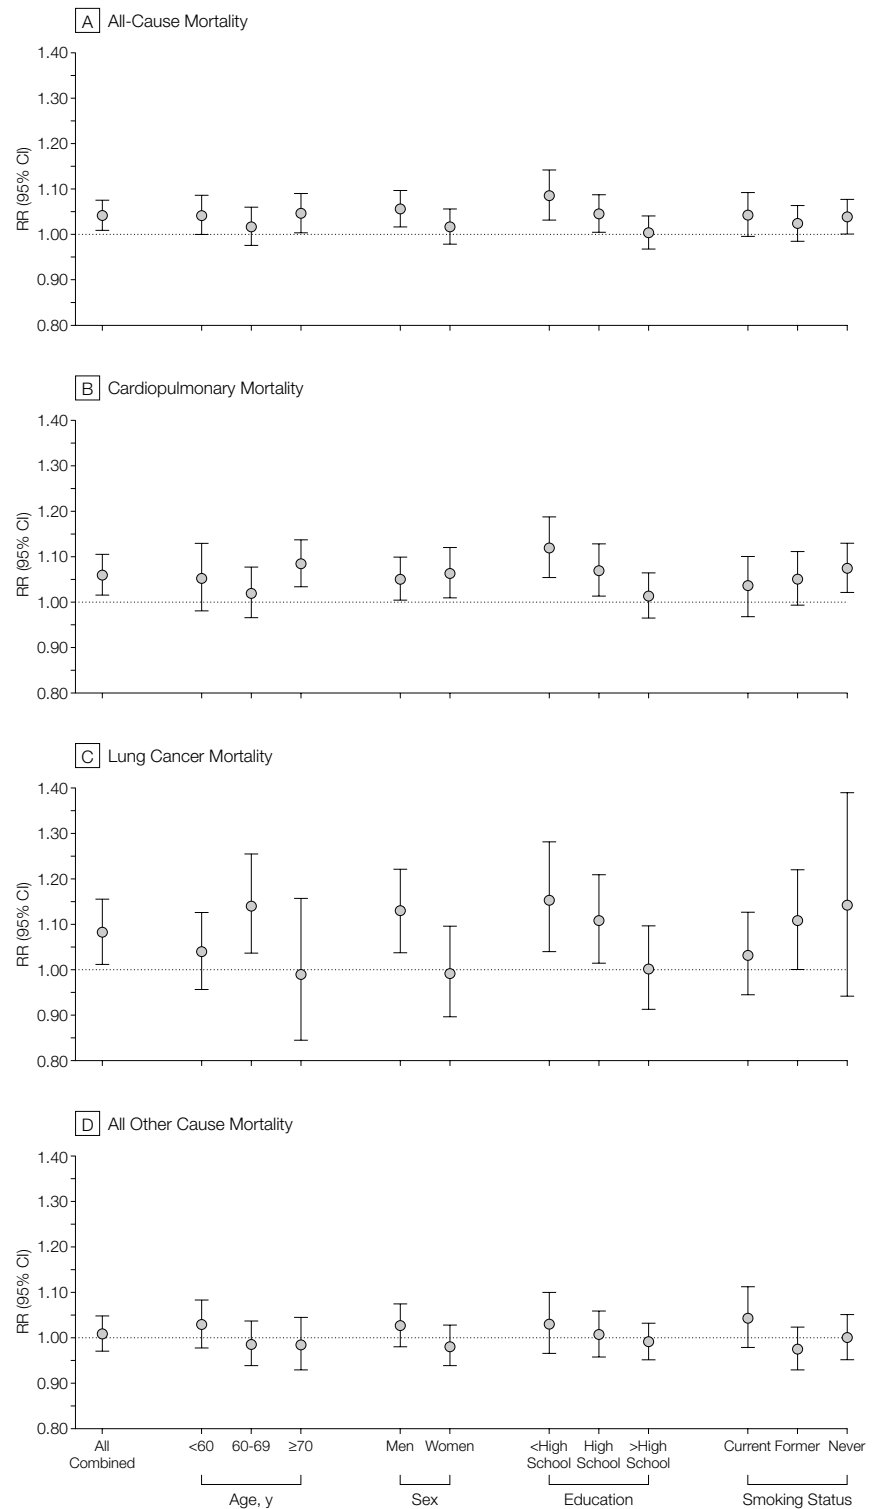 A All-Cause Mortality
1.40
1.30
1.20
1.10
1.00
0.90
0.80
RR (95% CI)
B Cardiopulmonary Mortality
1.40
1.30
1.20
1.10
1.00
0.90
0.80
RR (95% CI)
C Lung Cancer Mortality
1.40
1.30
1.20
1.10
1.00
0.90
0.80
RR (95% CI)
D All Other Cause Mortality
1.40
1.30
1.20
1.10
1.00
0.90
0.80
RR (95% CI)
All
Combined
<60 60-69 ≥70
Men Women
<High High >High
School School School
Current Former Never
Age, y
Sex
Education
Smoking Status